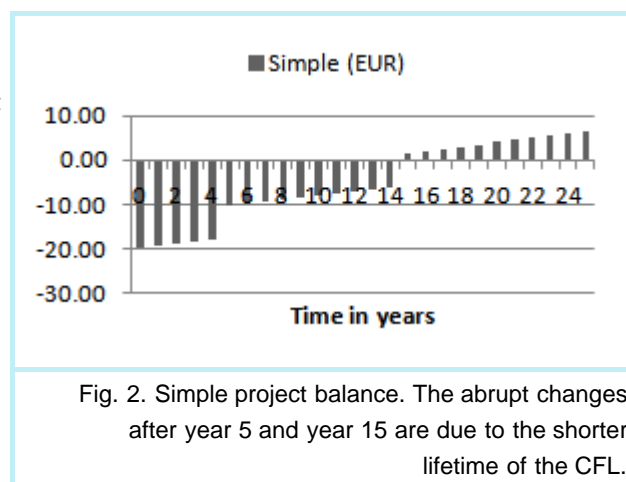 Simple (EUR)
10.00
0.00
-10.00
-20.00
-30.00
0 2 4 6 8 10 12 14 16 18 20 22 24
Time in years
Fig. 2. Simple project balance. The abrupt changes
after year 5 and year 15 are due to the shorter
lifetime of the CFL.